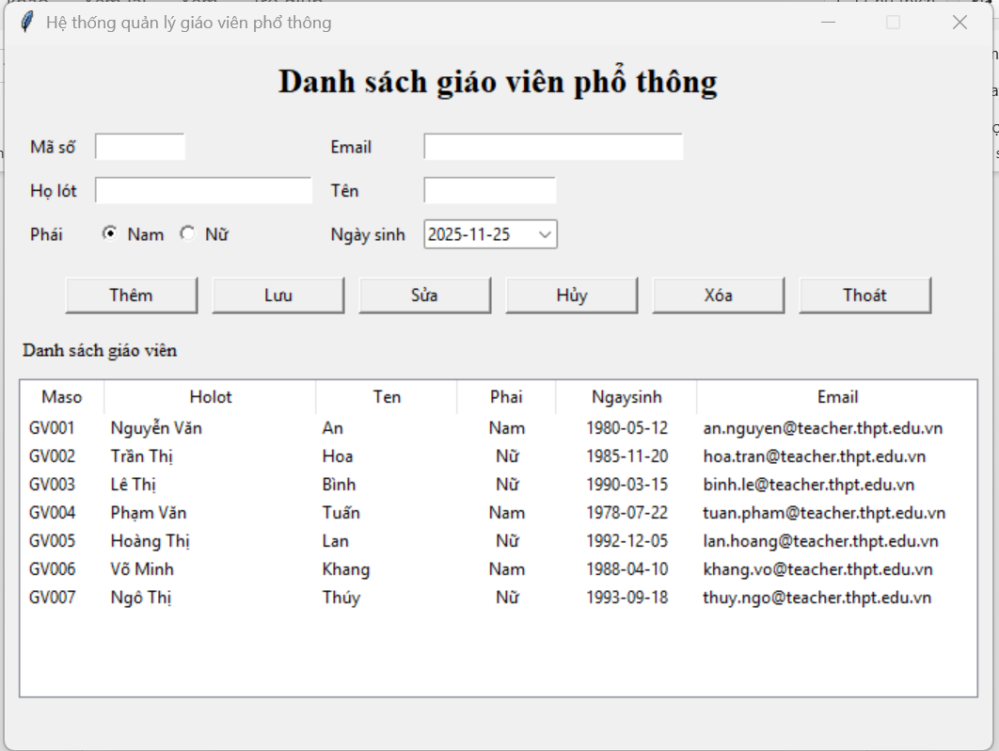 Hệ thống quản lý giáo viên phổ thông
Danh sách giáo viên phổ thông
Mã số Email
Họ lót Tên
Phái Nam Nữ Ngày sinh 2025-11-25
Thêm Lưu Sửa Hủy Xóa Thoát
Danh sách giáo viên
Maso Holot Ten Phai Ngaysinh Email
GV001 Nguyễn Văn An Nam 1980-05-12 an.nguyen@teacher.thpt.edu.vn
GV002 Trần Thị Hoa Nữ 1985-11-20 hoa.tran@teacher.thpt.edu.vn
GV003 Lê Thị Bình Nữ 1990-03-15 binh.le@teacher.thpt.edu.vn
GV004 Phạm Văn Tuấn Nam 1978-07-22 tuan.pham@teacher.thpt.edu.vn
GV005 Hoàng Thị Lan Nữ 1992-12-05 lan.hoang@teacher.thpt.edu.vn
GV006 Võ Minh Khang Nam 1988-04-10 khang.vo@teacher.thpt.edu.vn
GV007 Ngô Thị Thúy Nữ 1993-09-18 thuy.ngo@teacher.thpt.edu.vn